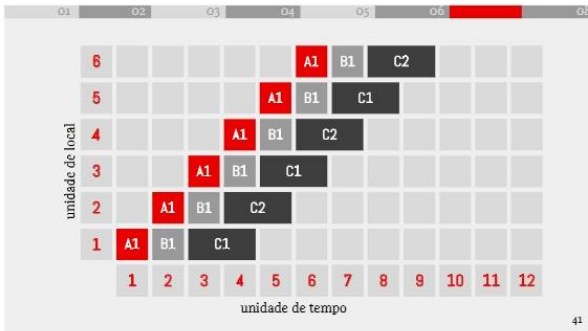 01 02 03 04 05 06 08
6 A1 B1 C2
5 A1 B1 C1
4 A1 B1 C2
3 A1 B1 C1
2 A1 B1 C2
1 A1 B1 C1
unidade de local
1 2 3 4 5 6 7 8 9 10 11 12
unidade de tempo
41